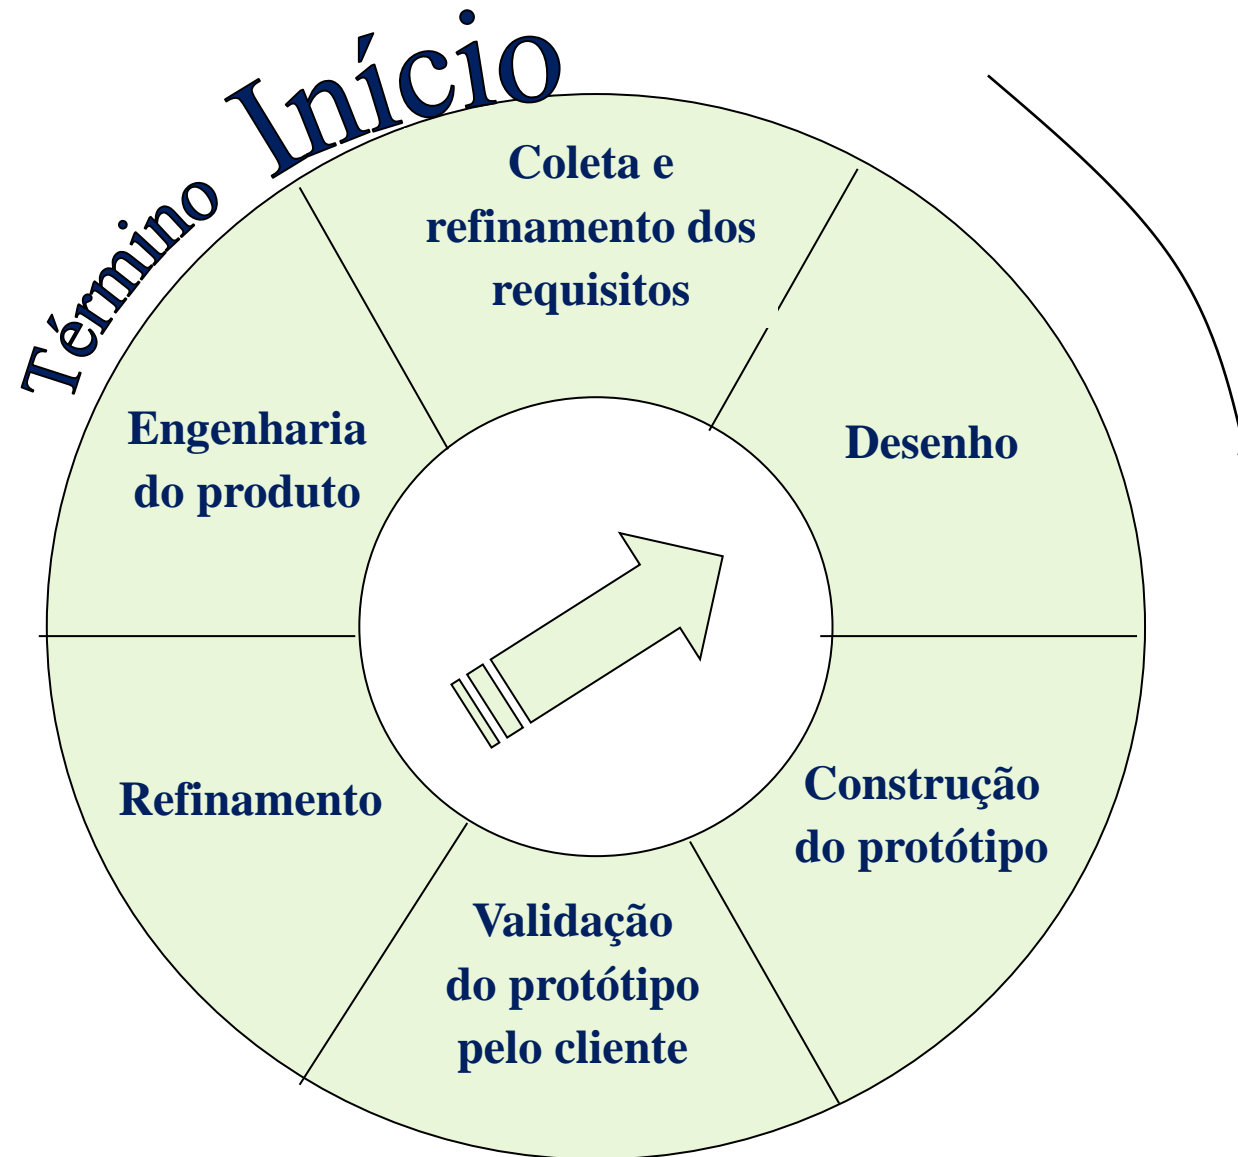 Início
Término
Coleta e
refinamento dos
requisitos
Desenho
Construção
do protótipo
Validação
do protótipo
pelo cliente
Refinamento
Engenharia
do produto